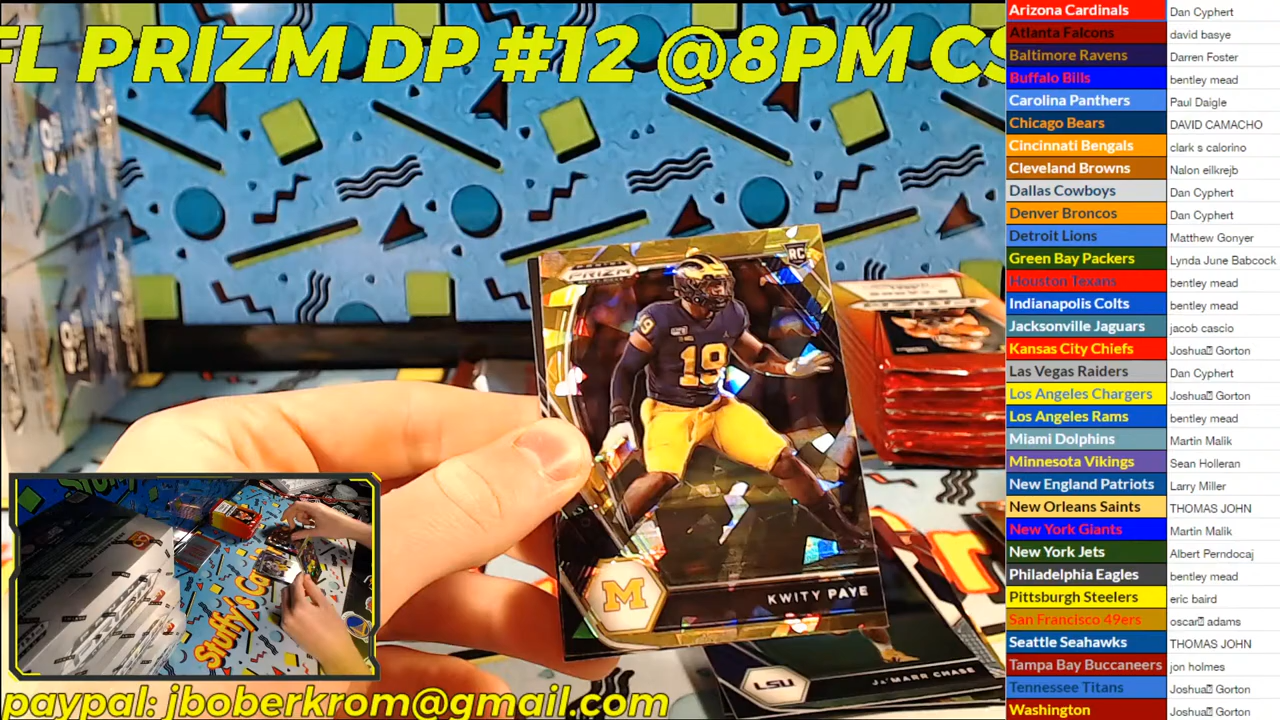 FL PRIZM DP #12 @8PM CS
Arizona Cardinals Dan Cyphert
Atlanta Falcons david basye
Baltimore Ravens Darren Foster
Buffalo Bills bentley mead
Carolina Panthers Paul Daigle
Chicago Bears DAVID CAMACHO
Cincinnati Bengals clark s calorino
Cleveland Browns Nalon eilkrejb
Dallas Cowboys Dan Cyphert
Denver Broncos Dan Cyphert
Detroit Lions Matthew Gonyer
Green Bay Packers Lynda June Babcock
Houston Texans bentley mead
Indianapolis Colts bentley mead
Jacksonville Jaguars jacob cascio
Kansas City Chiefs Joshua Gorton
Las Vegas Raiders Dan Cyphert
Los Angeles Chargers Joshua Gorton
Los Angeles Rams bentley mead
Miami Dolphins Martin Malik
Minnesota Vikings Sean Holleran
New England Patriots Larry Miller
New Orleans Saints THOMAS JOHN
New York Giants Martin Malik
New York Jets Albert Perndocaj
Philadelphia Eagles bentley mead
Pittsburgh Steelers eric baird
San Francisco 49ers oscar adams
Seattle Seahawks THOMAS JOHN
Tampa Bay Buccaneers jon holmes
Tennessee Titans Joshua Gorton
Washington Joshua Gorton
PRIZM
RC
19
19
M
KWITY PAYE
LSU
JA'MARR CHASE
Stuffy's Ca
paypal: jboberkrom@gmail.com